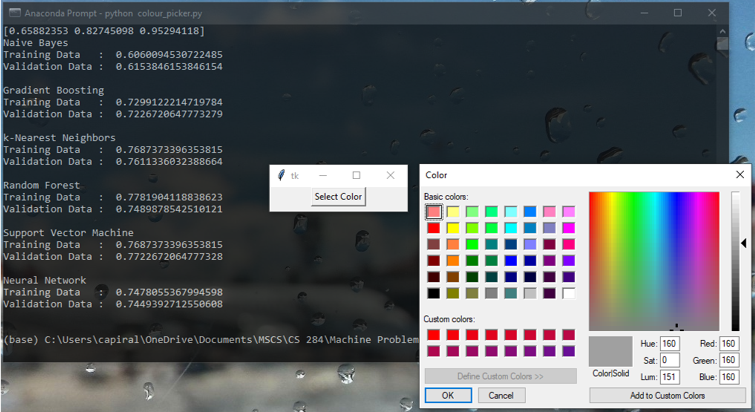 Anaconda Prompt - python colour_picker.py
[0.65882353 0.82745098 0.95294118]
Naive Bayes
Training Data : 0.6060094530722485
Validation Data : 0.6153846153846154
Gradient Boosting
Training Data : 0.7299122214719784
Validation Data : 0.7226720647773279
k-Nearest Neighbors
Training Data : 0.7687373396353815
Validation Data : 0.7611336032388664
Random Forest
Training Data : 0.7781904118838623
Validation Data : 0.7489878542510121
Support Vector Machine
Training Data : 0.7687373396353815
Validation Data : 0.7722672064777328
Neural Network
Training Data : 0.7478055367994598
Validation Data : 0.7449392712550608
(base) C:\Users\capiral\OneDrive\Documents\MSCS\CS 284\Machine Problem
tk
Select Color
Color
Basic colors:
Custom colors:
Define Custom Colors >>
OK Cancel
Color|Solid
Hue: 160 Red: 160
Sat: 0 Green: 160
Lum: 151 Blue: 160
Add to Custom Colors